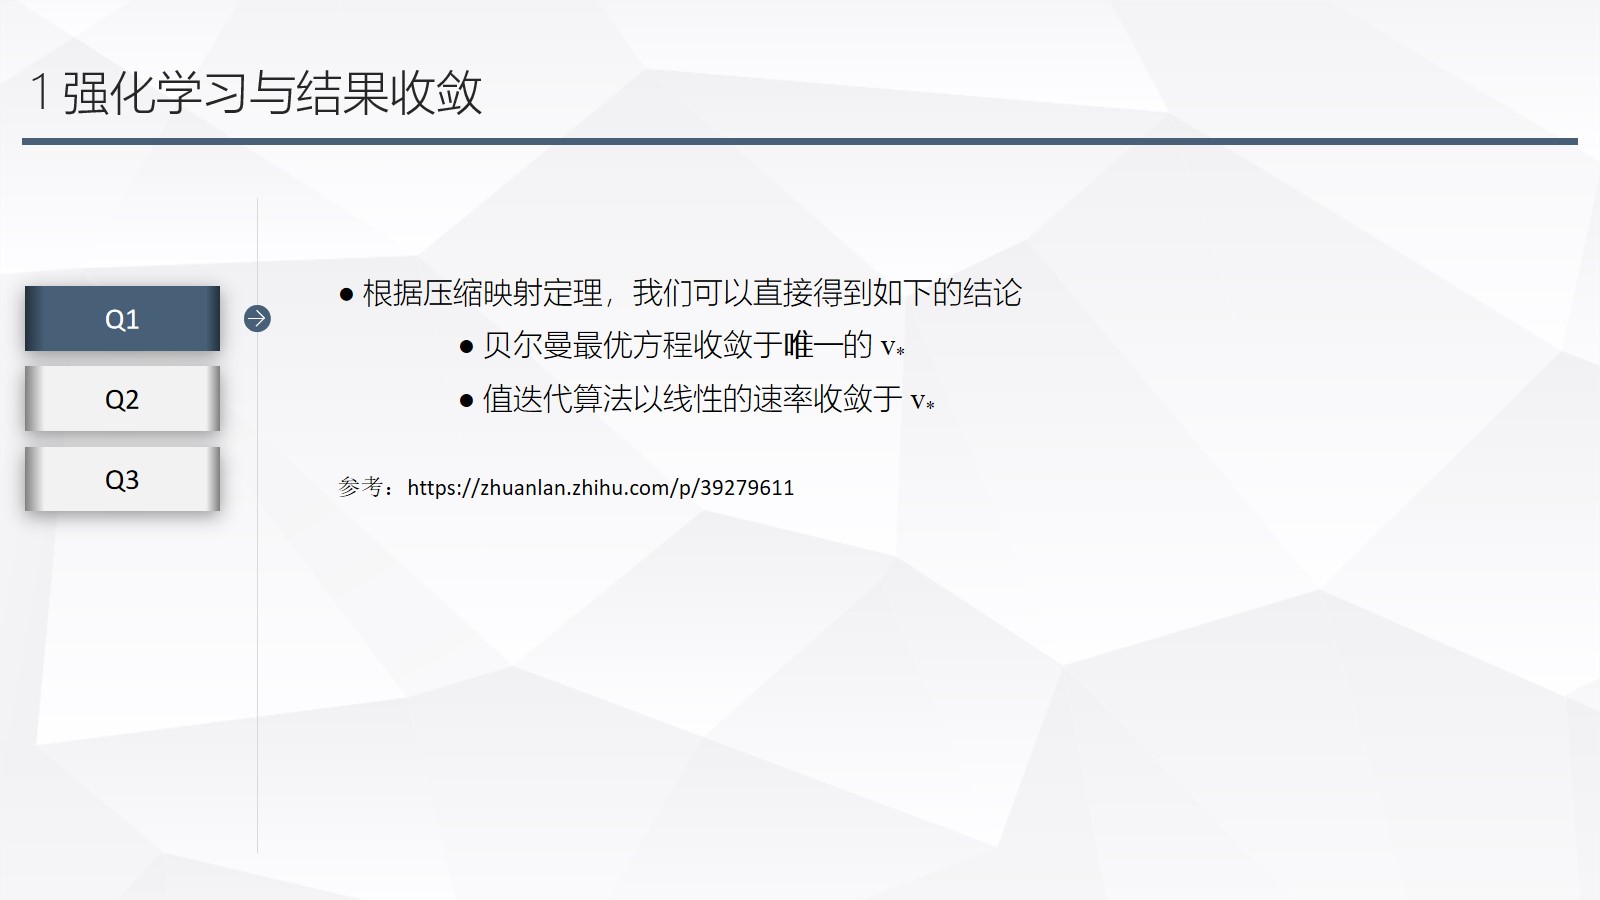 1 强化学习与结果收敛
Q1
Q2
Q3
● 根据压缩映射定理，我们可以直接得到如下的结论
● 贝尔曼最优方程收敛于唯一的 v*
● 值迭代算法以线性的速率收敛于 v*
参考：https://zhuanlan.zhihu.com/p/39279611